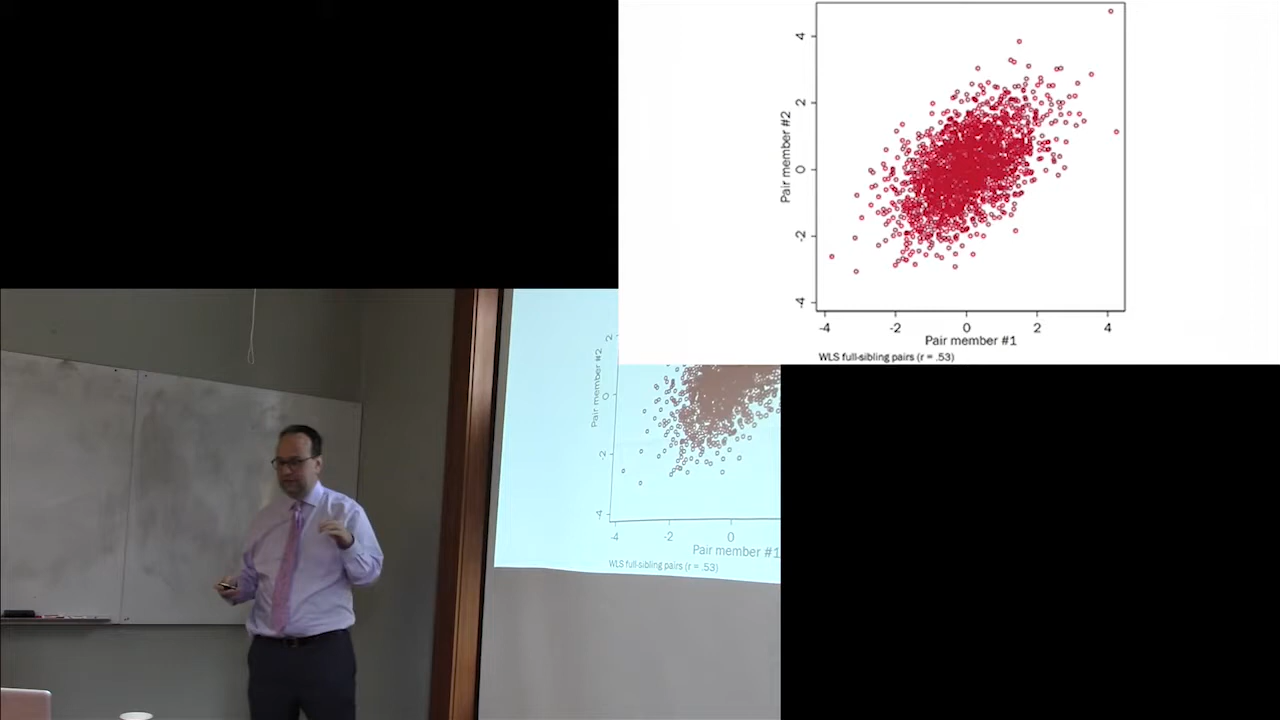 4
2
0
-2
-4
Pair member #2
-4 -2 0 2 4
Pair member #1
WLS full-sibling pairs (r = .53)
2
0
-2
-4
Pair member #2
-4 -2 0
Pair member #1
WLS full-sibling pairs (r = .53)